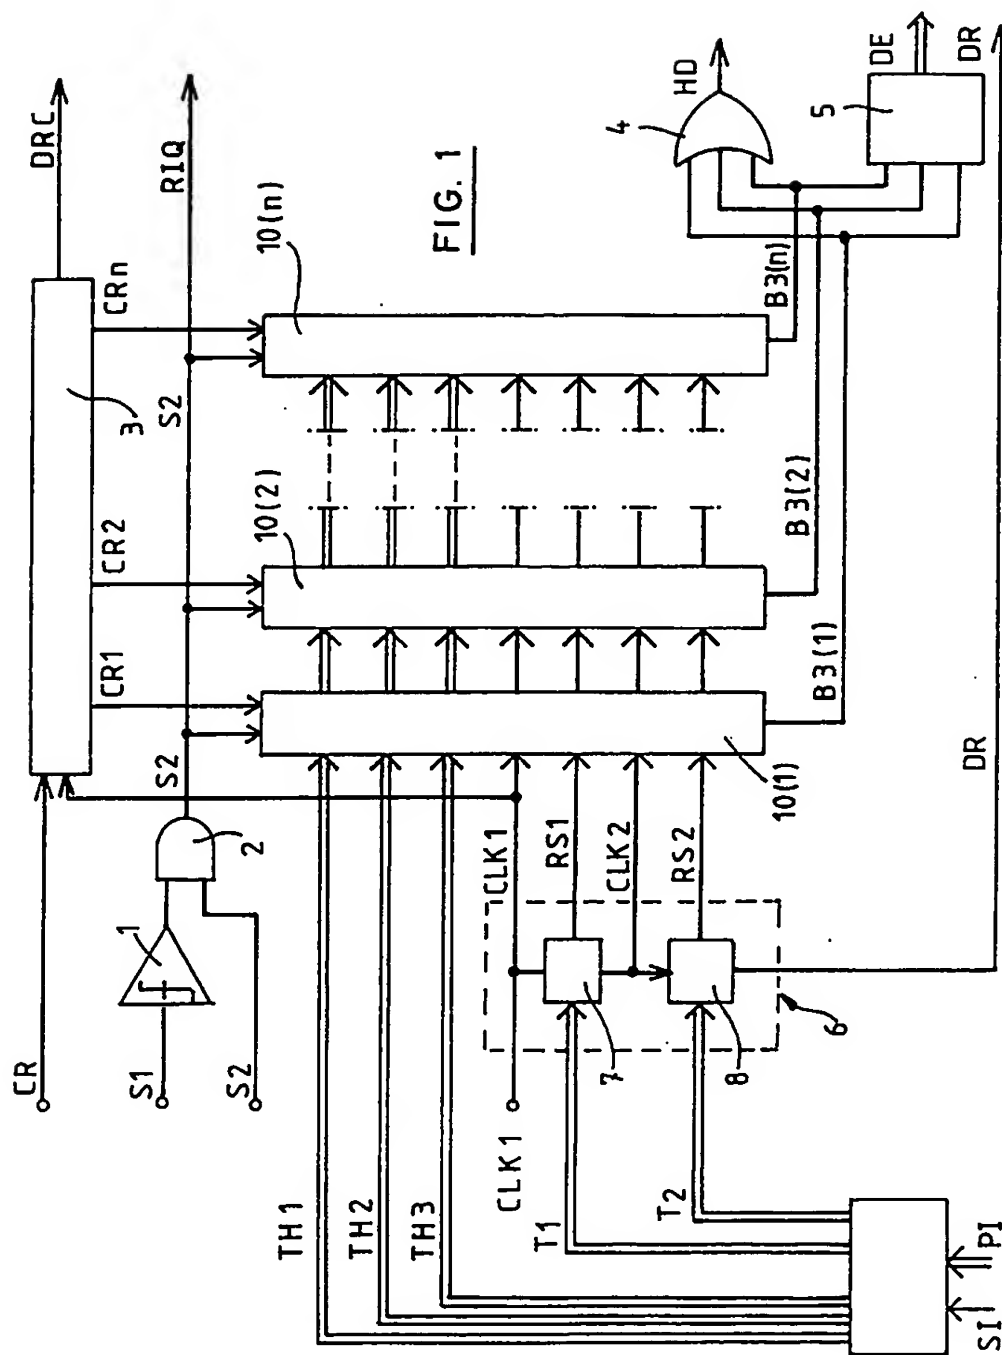 CR
S1
S2
1
2
S2
S2
3
DRC
RIQ
CR1
CR2
CRn
10(2)
10(n)
FIG. 1
TH1
TH2
TH3
CLK1
CLK1
RS1
CLK2
RS2
T1
T2
7
8
6
10(1)
B3(1)
B3(2)
B3(n)
4
HD
5
DE
DR
DR
SI
PI